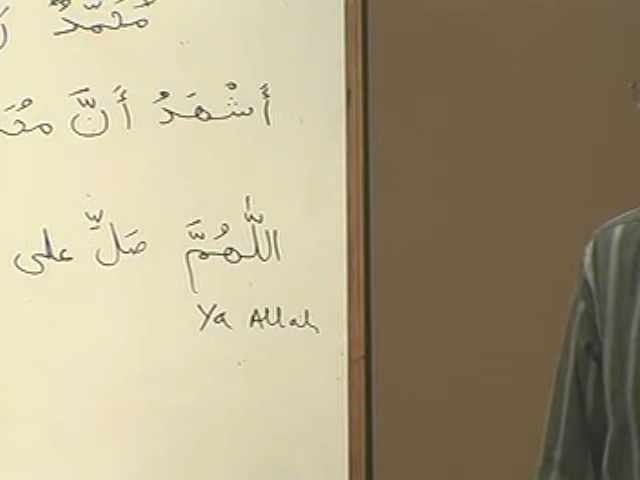 مُحَمَّدٌ
أَشْهَدُ أَنَّ
اللّٰهُمَّ صَلِّ على
Ya Allah